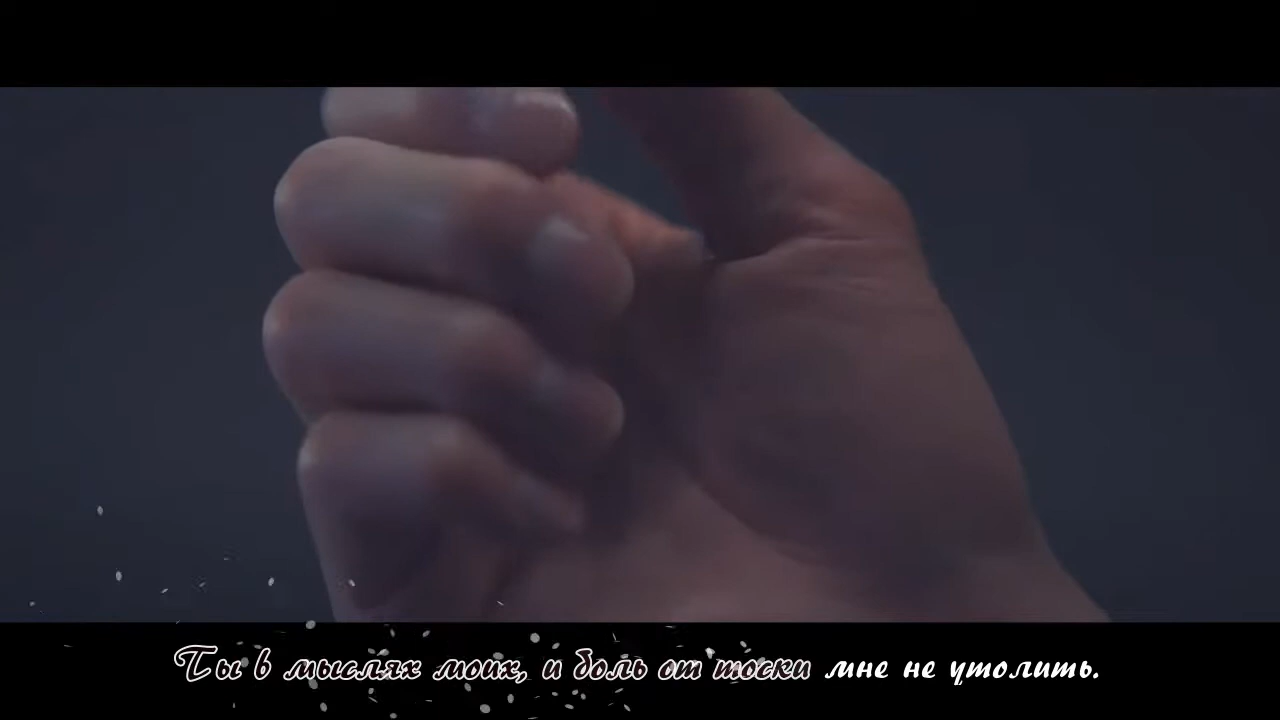 Ты в мыслях моих, и боль от тоски мне не утолить.